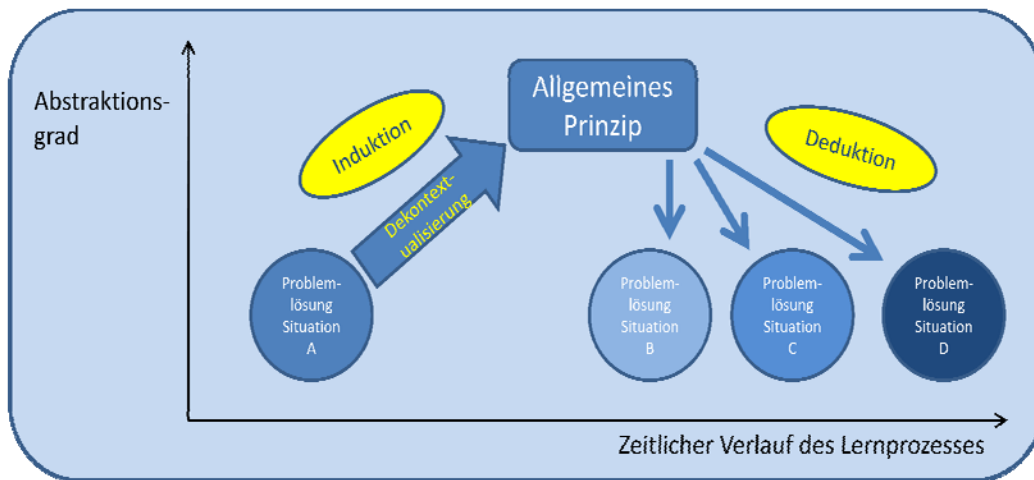 Abstraktions-
grad
Induktion
Dekontext-
ualisierung
Allgemeines
Prinzip
Deduktion
Problem-
lösung
Situation
A
Problem-
lösung
Situation
B
Problem-
lösung
Situation
C
Problem-
lösung
Situation
D
Zeitlicher Verlauf des Lernprozesses